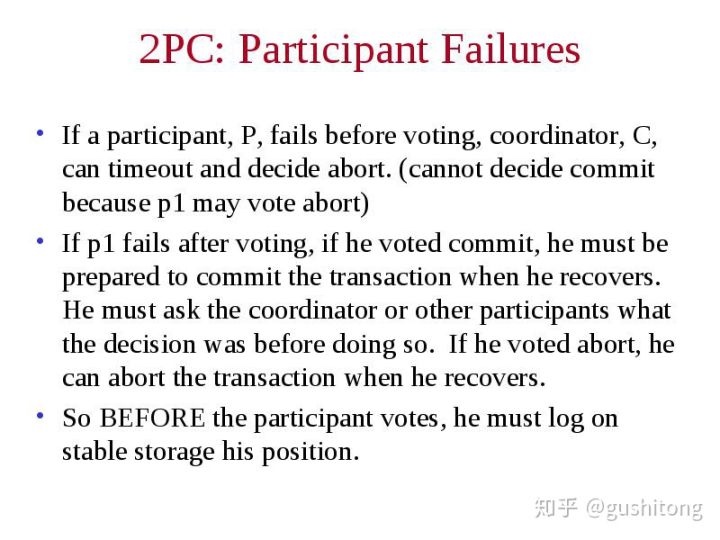 2PC: Participant Failures
• If a participant, P, fails before voting, coordinator, C,
can timeout and decide abort. (cannot decide commit
because p1 may vote abort)
• If p1 fails after voting, if he voted commit, he must be
prepared to commit the transaction when he recovers.
He must ask the coordinator or other participants what
the decision was before doing so.  If he voted abort, he
can abort the transaction when he recovers.
• So BEFORE the participant votes, he must log on
stable storage his position.
知乎 @gushitong